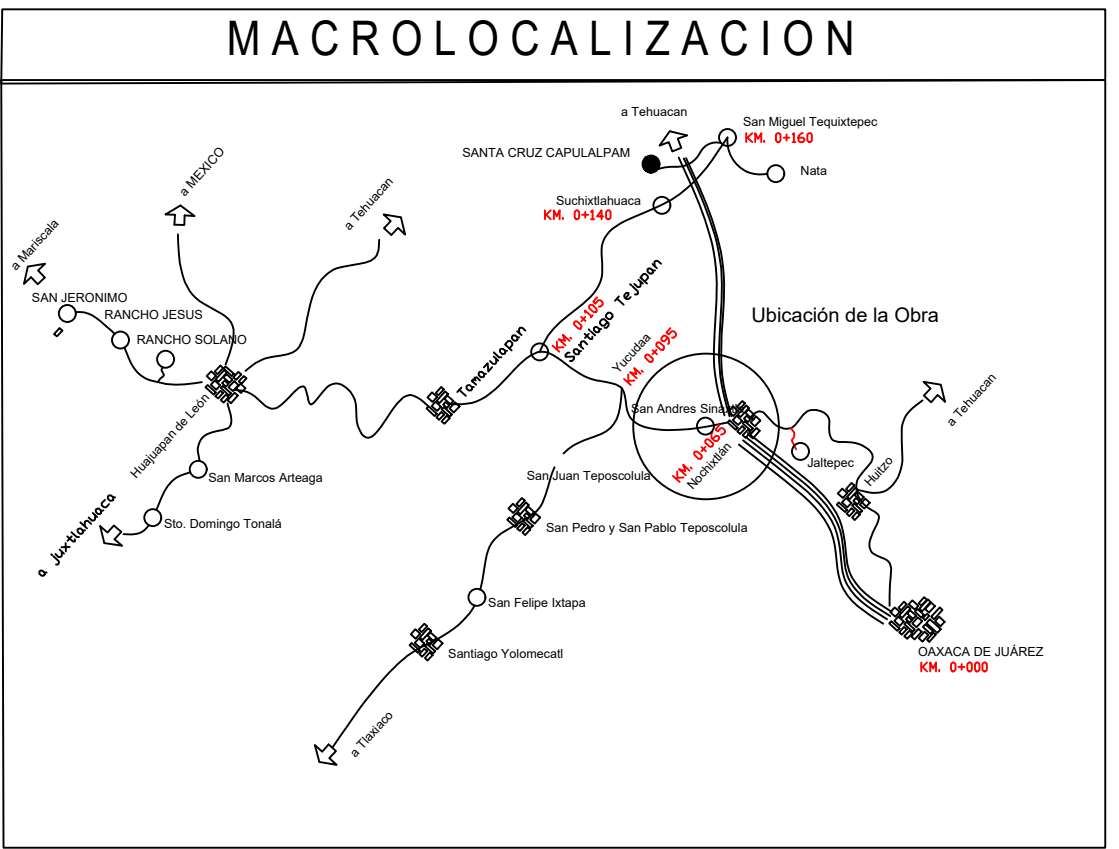 MACROLOCALIZACION
a Tehuacan
San Miguel Tequixtepec
KM. 0+160
SANTA CRUZ CAPULALPAM
Nata
a MEXICO
a Tehuacan
Suchixtlahuaca
KM. 0+140
a Mariscala
SAN JERONIMO
RANCHO JESUS
RANCHO SOLANO
Ubicación de la Obra
KM. 0+105
Santiago Tejupan
Tamazulapan
Yucudaa
KM. 0+095
San Andres
a Tehuacan
Huajuapan de León
KM. 0+065
Nochixtlán
Jaltepec
Huitzo
San Marcos Arteaga
San Juan Teposcolula
Sto. Domingo Tonalá
San Pedro y San Pablo Teposcolula
a juxtlahuaca
San Felipe Ixtapa
Santiago Yolomecatl
OAXACA DE JUÁREZ
KM. 0+000
a Tlaxiaco